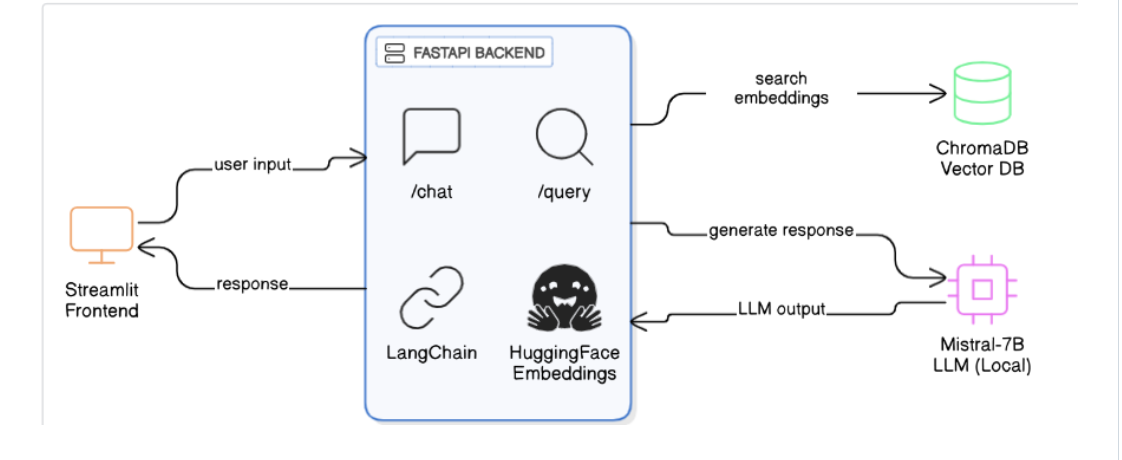 FASTAPI BACKEND
search
embeddings
ChromaDB
Vector DB
user input
/chat
/query
generate response
Streamlit
Frontend
response
LangChain
HuggingFace
Embeddings
LLM output
Mistral-7B
LLM (Local)